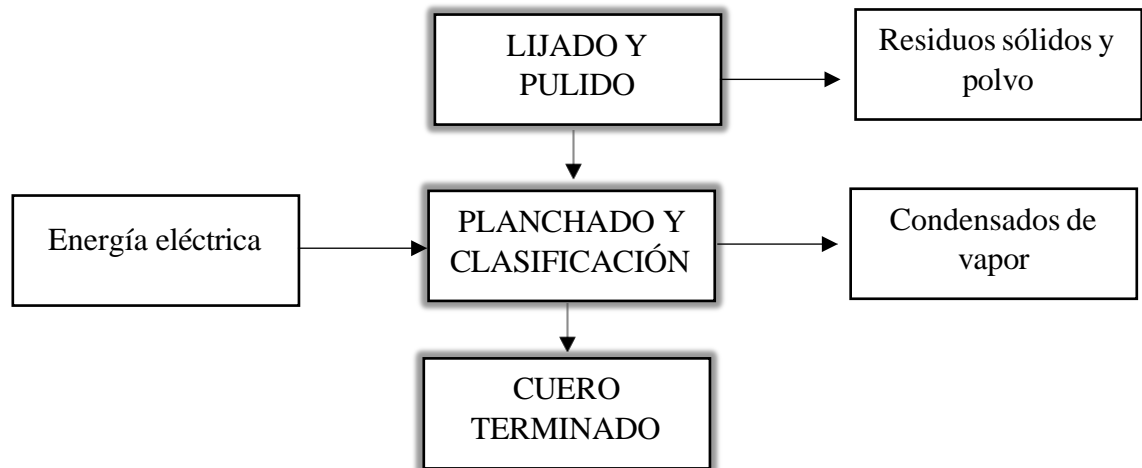 LIJADO Y
PULIDO
Residuos sólidos y
polvo
Energía eléctrica
PLANCHADO Y
CLASIFICACIÓN
Condensados de
vapor
CUERO
TERMINADO